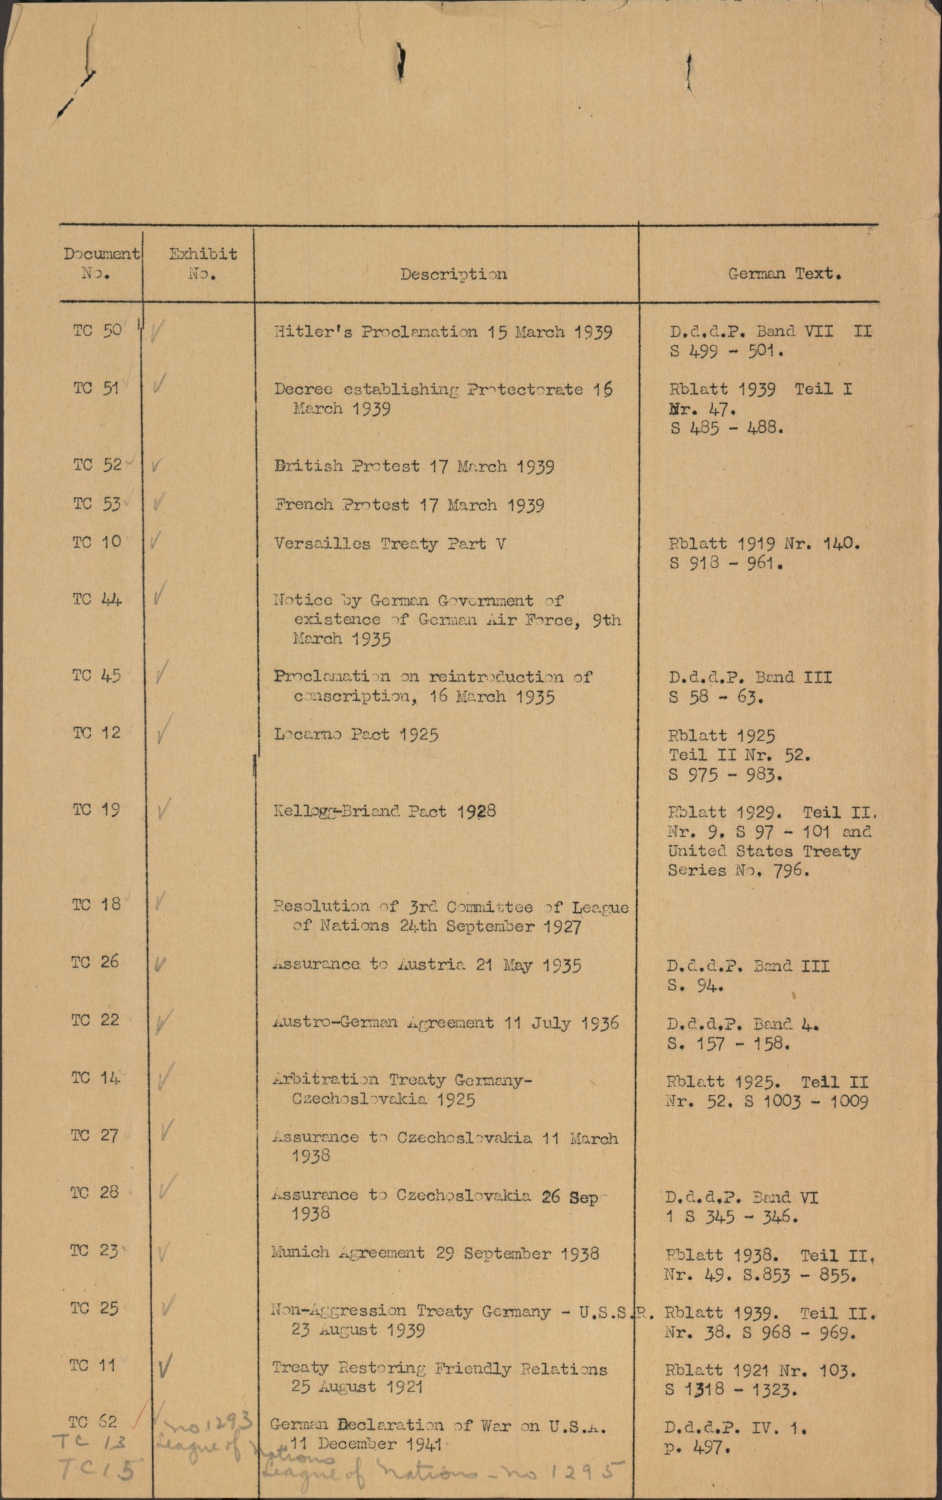 Document No. Exhibit No. Description German Text.
TC 50 ✓ Hitler's Proclamation 15 March 1939 D.d.d.P. Band VII II
S 499 - 501.
TC 51 ✓ Decree establishing Protectorate 16 Rblatt 1939 Teil I
March 1939 Nr. 47.
S 485 - 488.
TC 52 ✓ British Protest 17 March 1939
TC 53 ✓ French Protest 17 March 1939
TC 10 ✓ Versailles Treaty Part V Rblatt 1919 Nr. 140.
S 918 - 961.
TC 44 ✓ Notice by German Government of
existence of German Air Force, 9th
March 1935
TC 45 ✓ Proclamation on reintroduction of D.d.d.P. Band III
conscription, 16 March 1935 S 58 - 63.
TC 12 ✓ Locarno Pact 1925 Rblatt 1925
Teil II Nr. 52.
S 975 - 983.
TC 19 ✓ Kellogg-Briand Pact 1928 Rblatt 1929. Teil II.
Nr. 9. S 97 - 101 and
United States Treaty
Series No. 796.
TC 18 ✓ Resolution of 3rd Committee of League
of Nations 24th September 1927
TC 26 ✓ Assurance to Austria 21 May 1935 D.d.d.P. Band III
S. 94.
TC 22 ✓ Austro-German Agreement 11 July 1936 D.d.d.P. Band 4.
S. 157 - 158.
TC 14 ✓ Arbitration Treaty Germany- Rblatt 1925. Teil II
Czechoslovakia 1925 Nr. 52. S 1003 - 1009
TC 27 ✓ Assurance to Czechoslovakia 11 March
1938
TC 28 ✓ Assurance to Czechoslovakia 26 Sep D.d.d.P. Band VI
1938 1 S 345 - 346.
TC 23 ✓ Munich Agreement 29 September 1938 Rblatt 1938. Teil II.
Nr. 49. S.853 - 855.
TC 25 ✓ Non-Aggression Treaty Germany - U.S.S.R. Rblatt 1939. Teil II.
23 August 1939 Nr. 38. S 968 - 969.
TC 11 ✓ Treaty Restoring Friendly Relations Rblatt 1921 Nr. 103.
25 August 1921 S 1318 - 1323.
TC 62 ✓ German Declaration of War on U.S.A. D.d.d.P. IV. 1.
11 December 1941 p. 497.
TC 13 no 1293 League of Nations
TC 15 League of Nations - no 1295